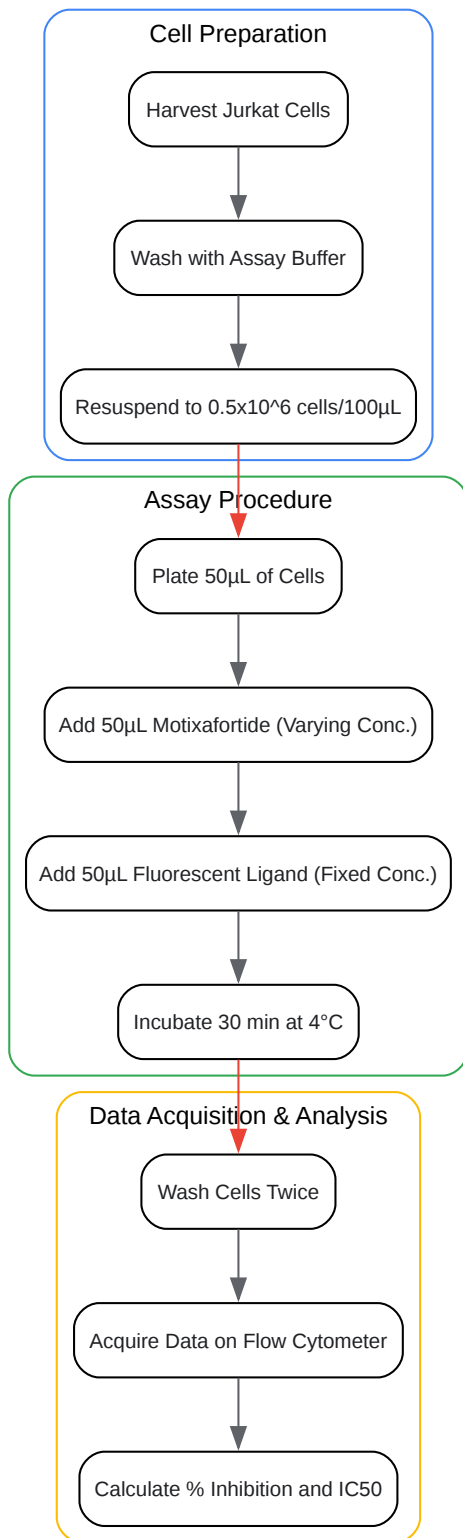 Cell Preparation
Harvest Jurkat Cells
Wash with Assay Buffer
Resuspend to 0.5x10^6 cells/100µL
Assay Procedure
Plate 50µL of Cells
Add 50µL Motixafortide (Varying Conc.)
Add 50µL Fluorescent Ligand (Fixed Conc.)
Incubate 30 min at 4°C
Data Acquisition & Analysis
Wash Cells Twice
Acquire Data on Flow Cytometer
Calculate % Inhibition and IC50